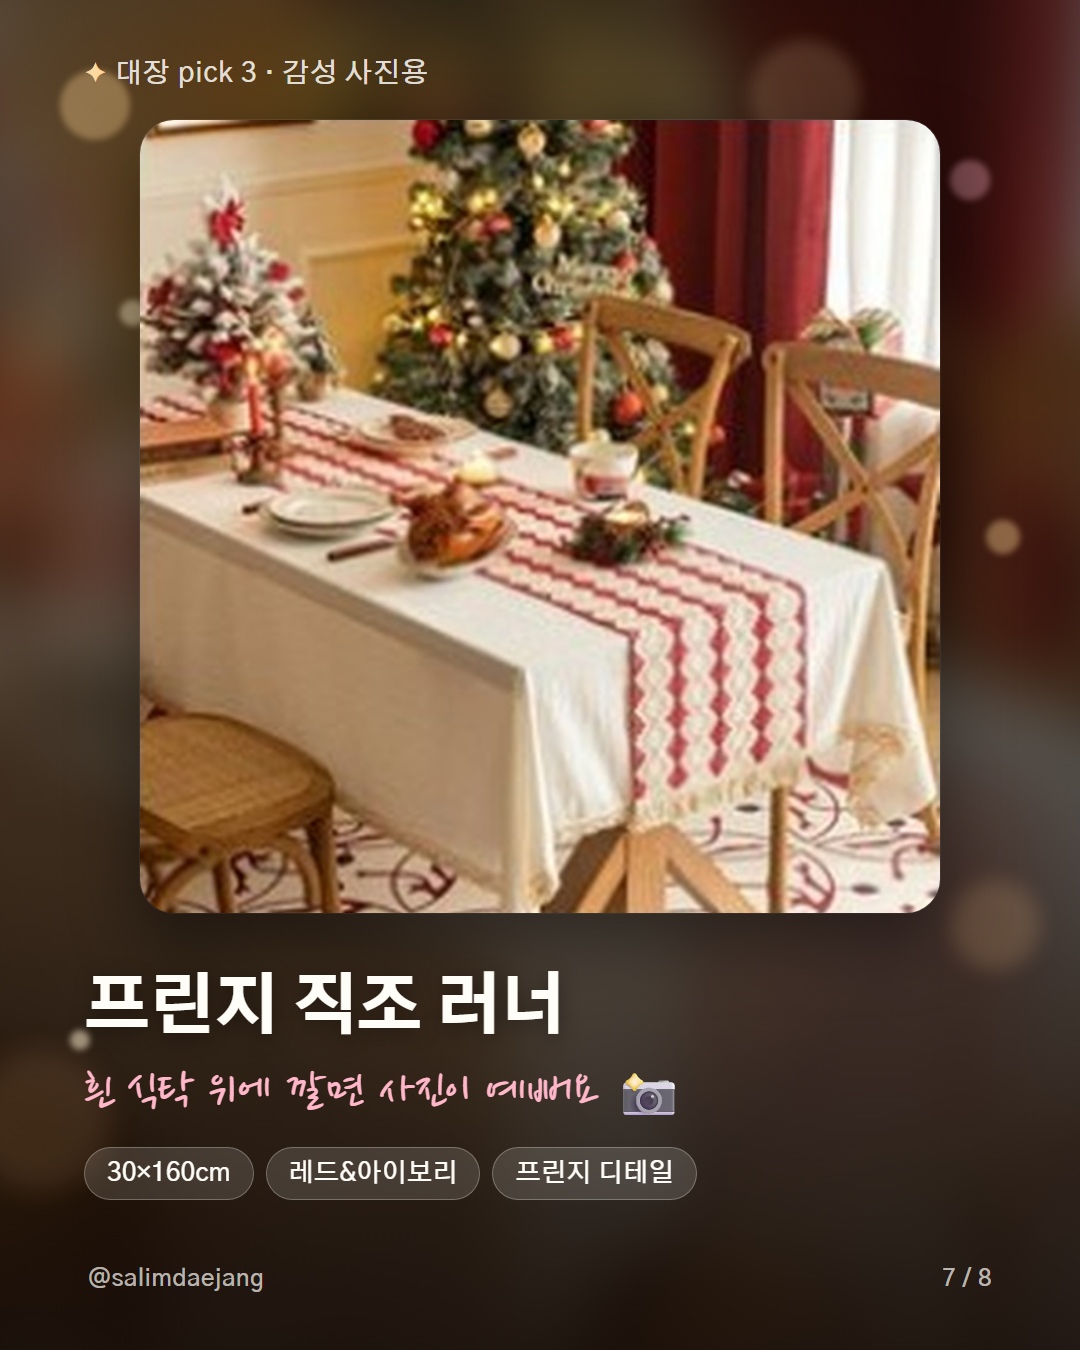 대장 pick 3 · 감성 사진용
Merry
Christmas
프린지 직조 러너
흰 식탁 위에 깔면 사진이 예뻐요
30×160cm
레드&아이보리
프린지 디테일
@salimdaejang
7 / 8